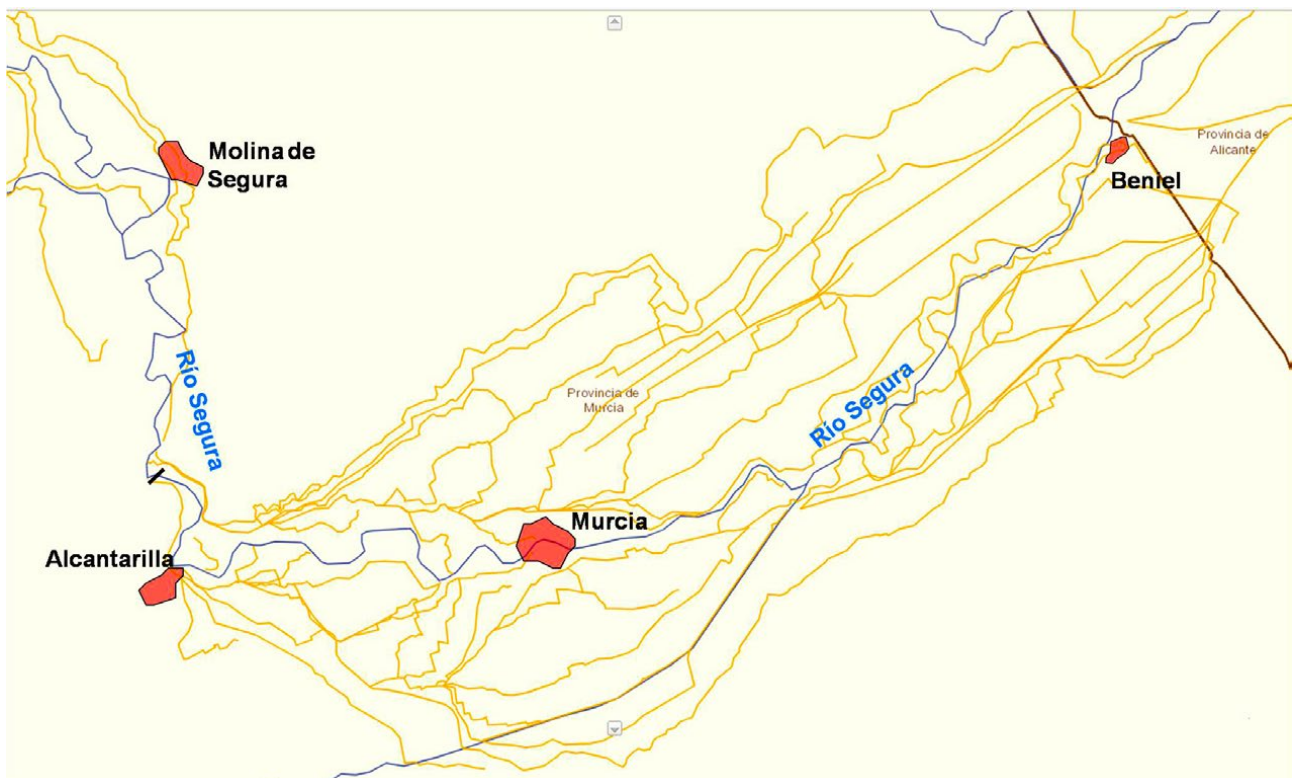 Molina de
Segura
Provincia de
Alicante
Beniel
Río Segura
Provincia de
Murcia
Río Segura
Murcia
Alcantarilla